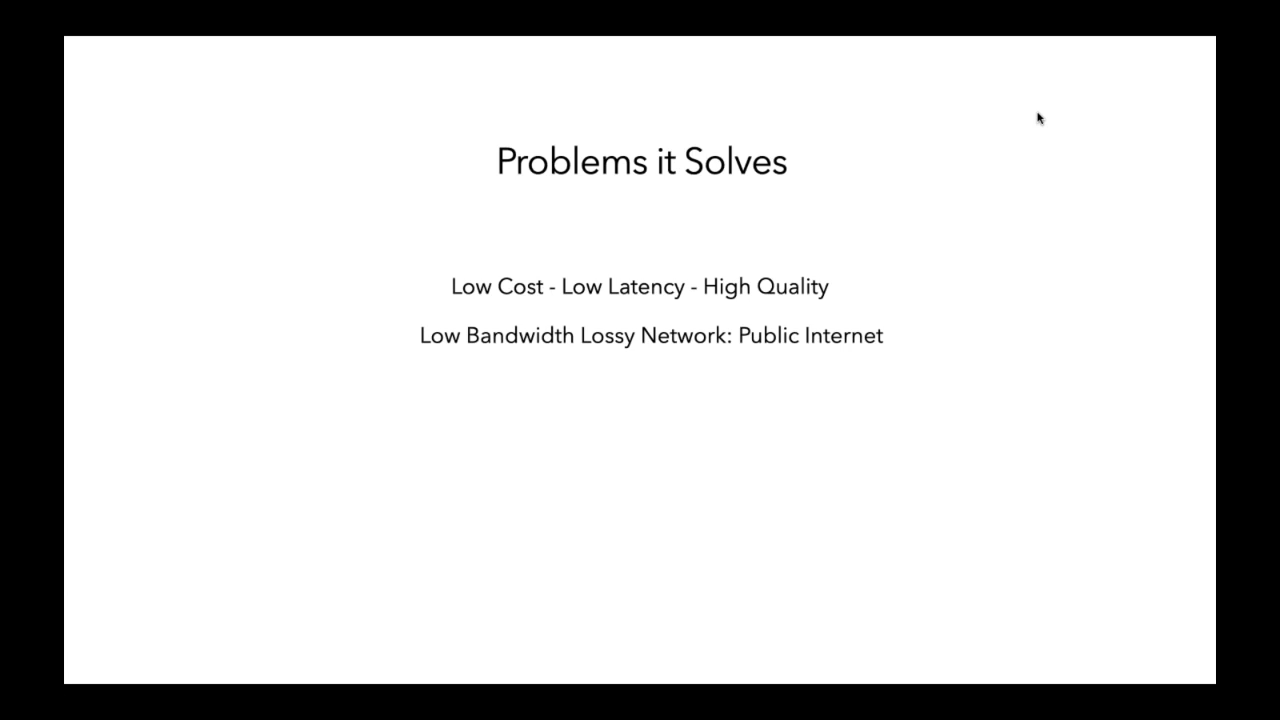 Problems it Solves
Low Cost - Low Latency - High Quality
Low Bandwidth Lossy Network: Public Internet